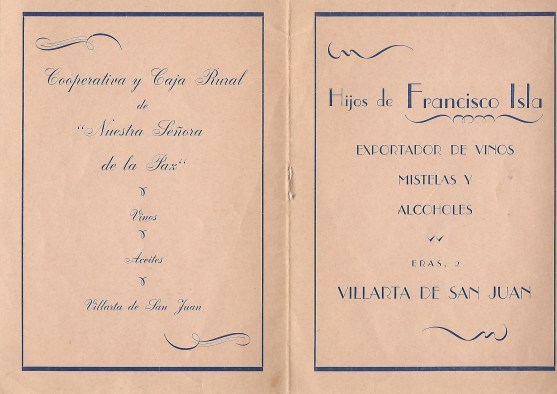 Cooperativa y Caja Rural
de
"Nuestra Señora
de la Paz"
Vinos
Aceites
Villarta de San Juan
Hijos de Francisco Isla
EXPORTADOR DE VINOS
MISTELAS Y
ALCOHOLES
ERAS, 2
VILLARTA DE SAN JUAN